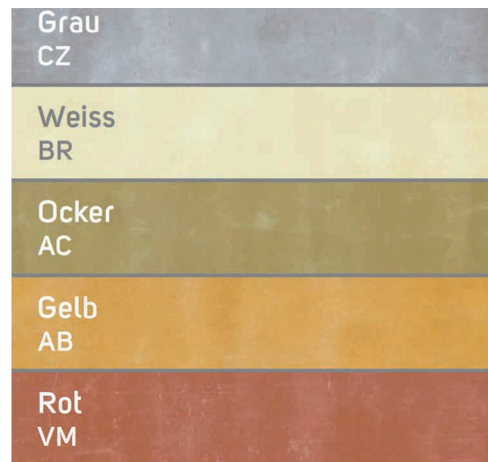 Grau
CZ
Weiss
BR
Ocker
AC
Gelb
AB
Rot
VM